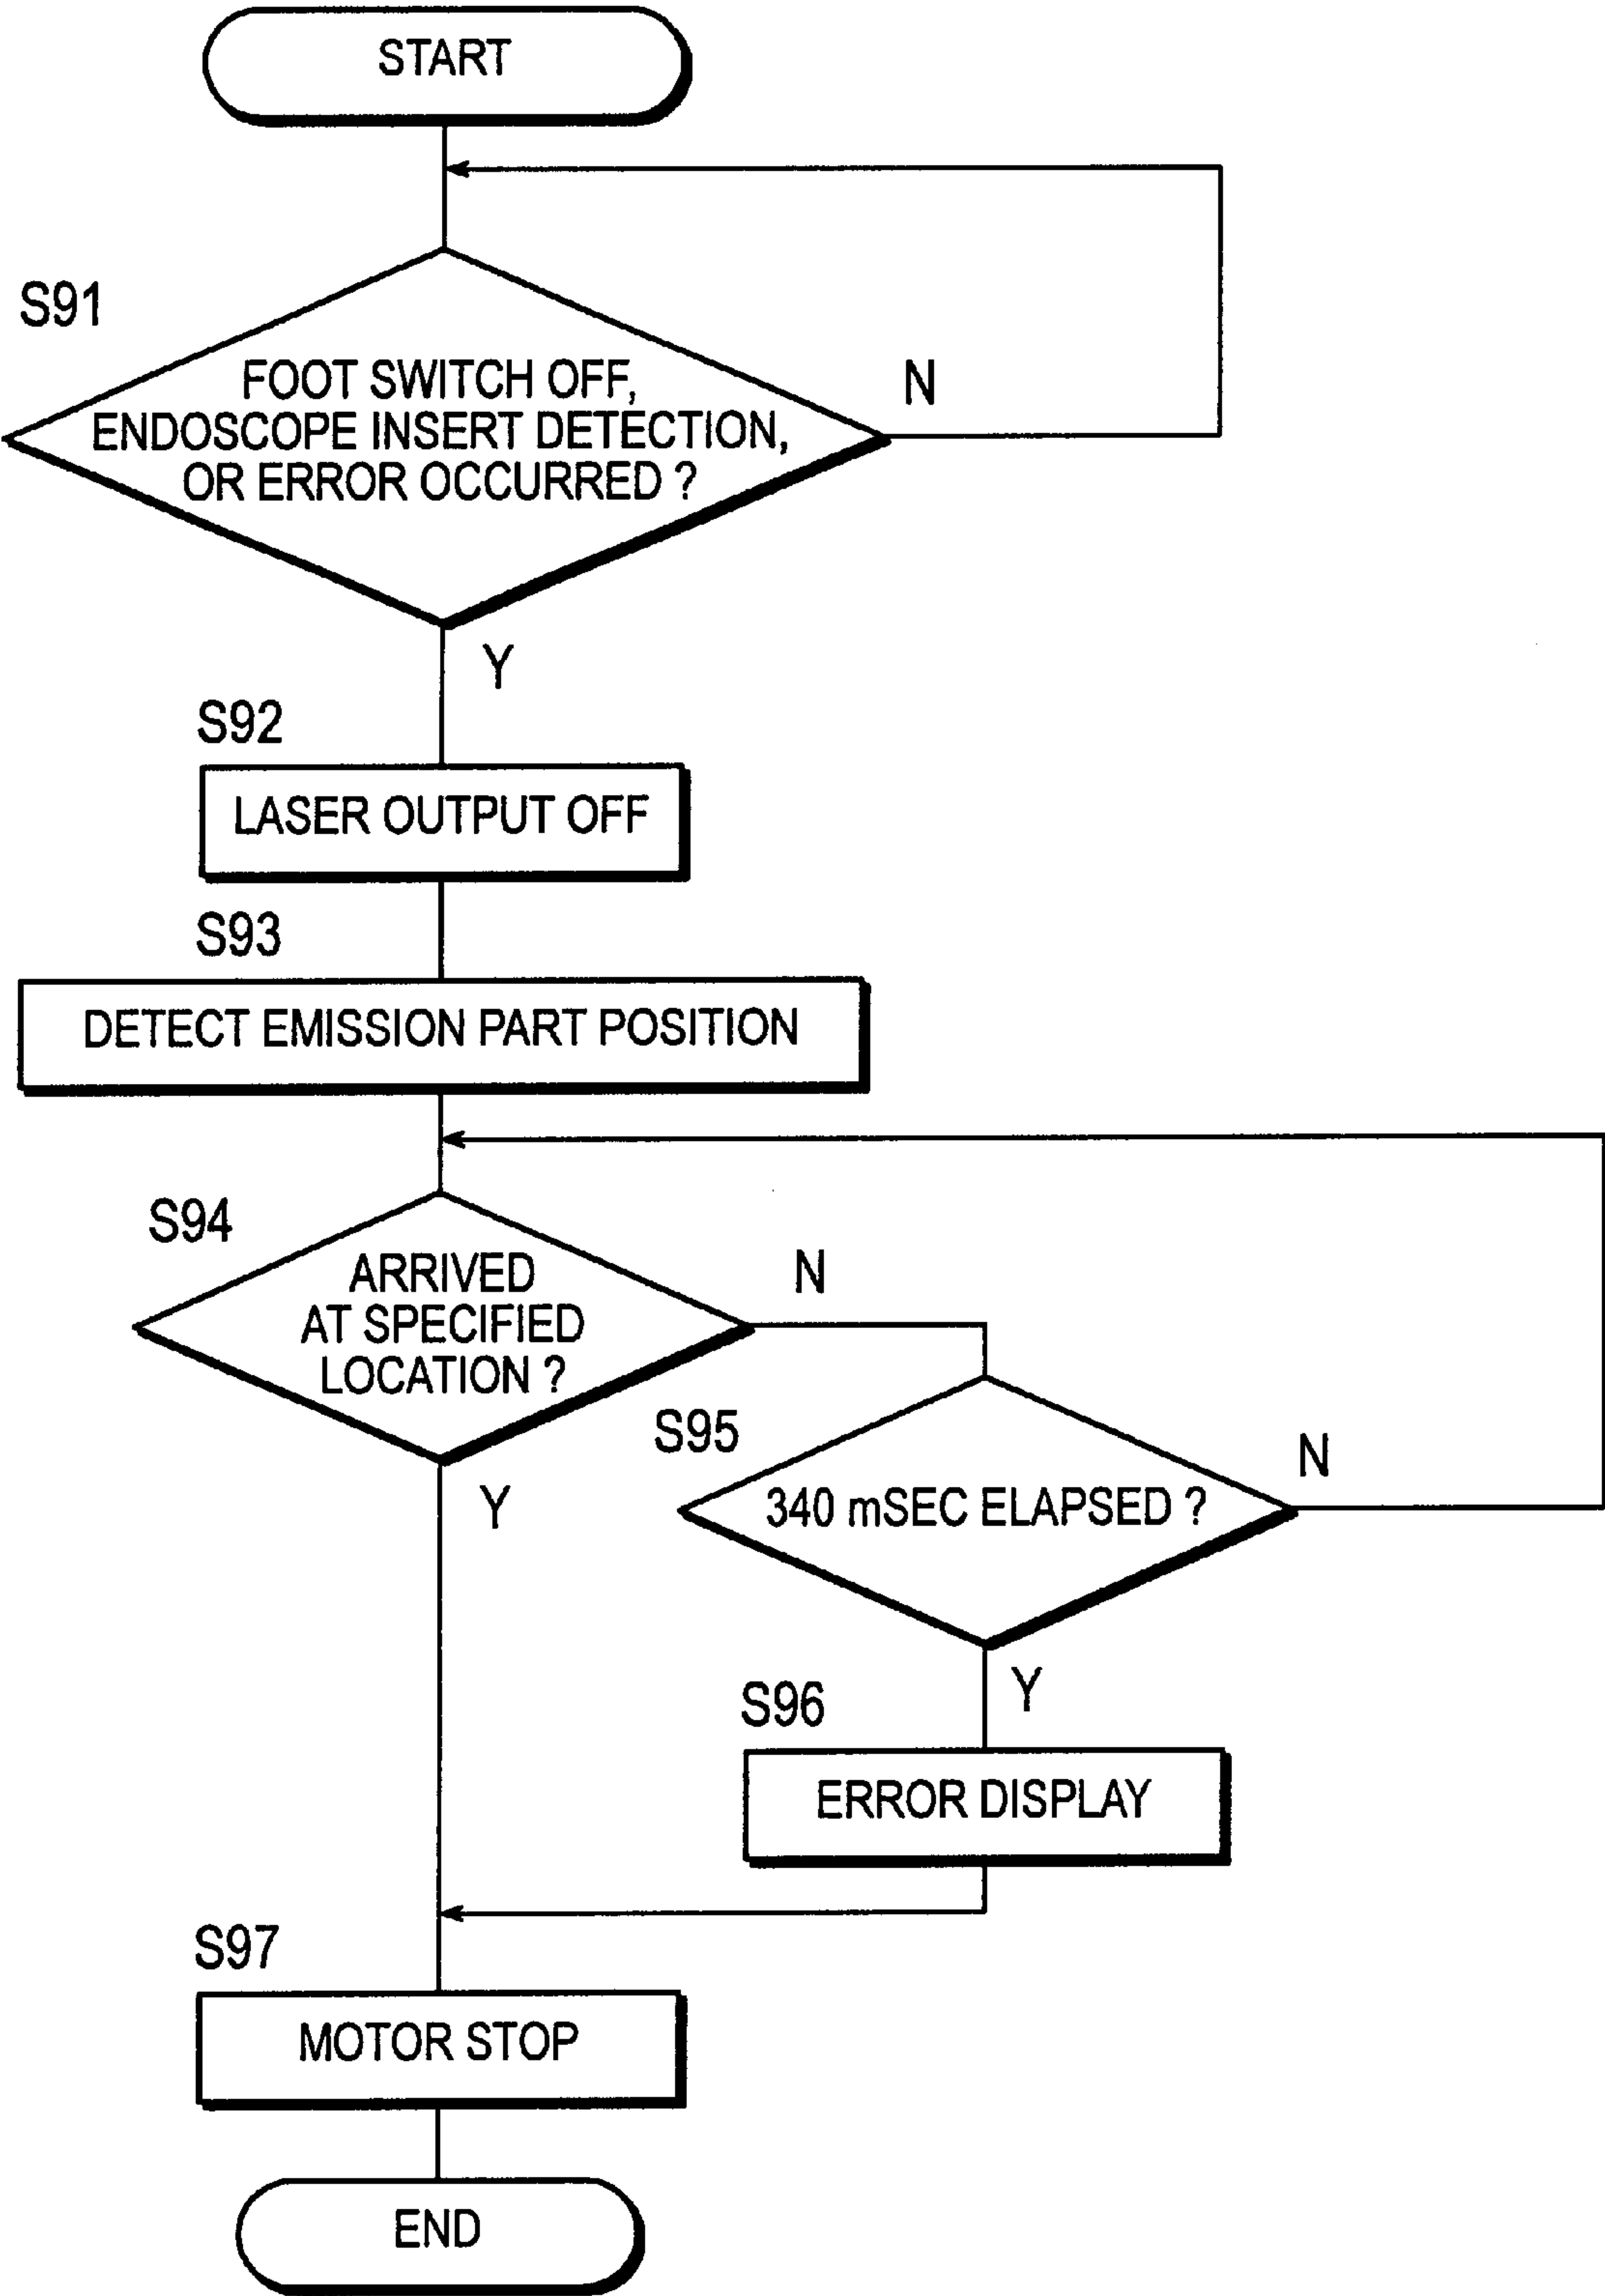 START
S91
FOOT SWITCH OFF,
ENDOSCOPE INSERT DETECTION,
OR ERROR OCCURRED ?
N
Y
S92
LASER OUTPUT OFF
S93
DETECT EMISSION PART POSITION
S94
ARRIVED
AT SPECIFIED
LOCATION ?
N
Y
S95
340 mSEC ELAPSED ?
N
Y
S96
ERROR DISPLAY
S97
MOTOR STOP
END